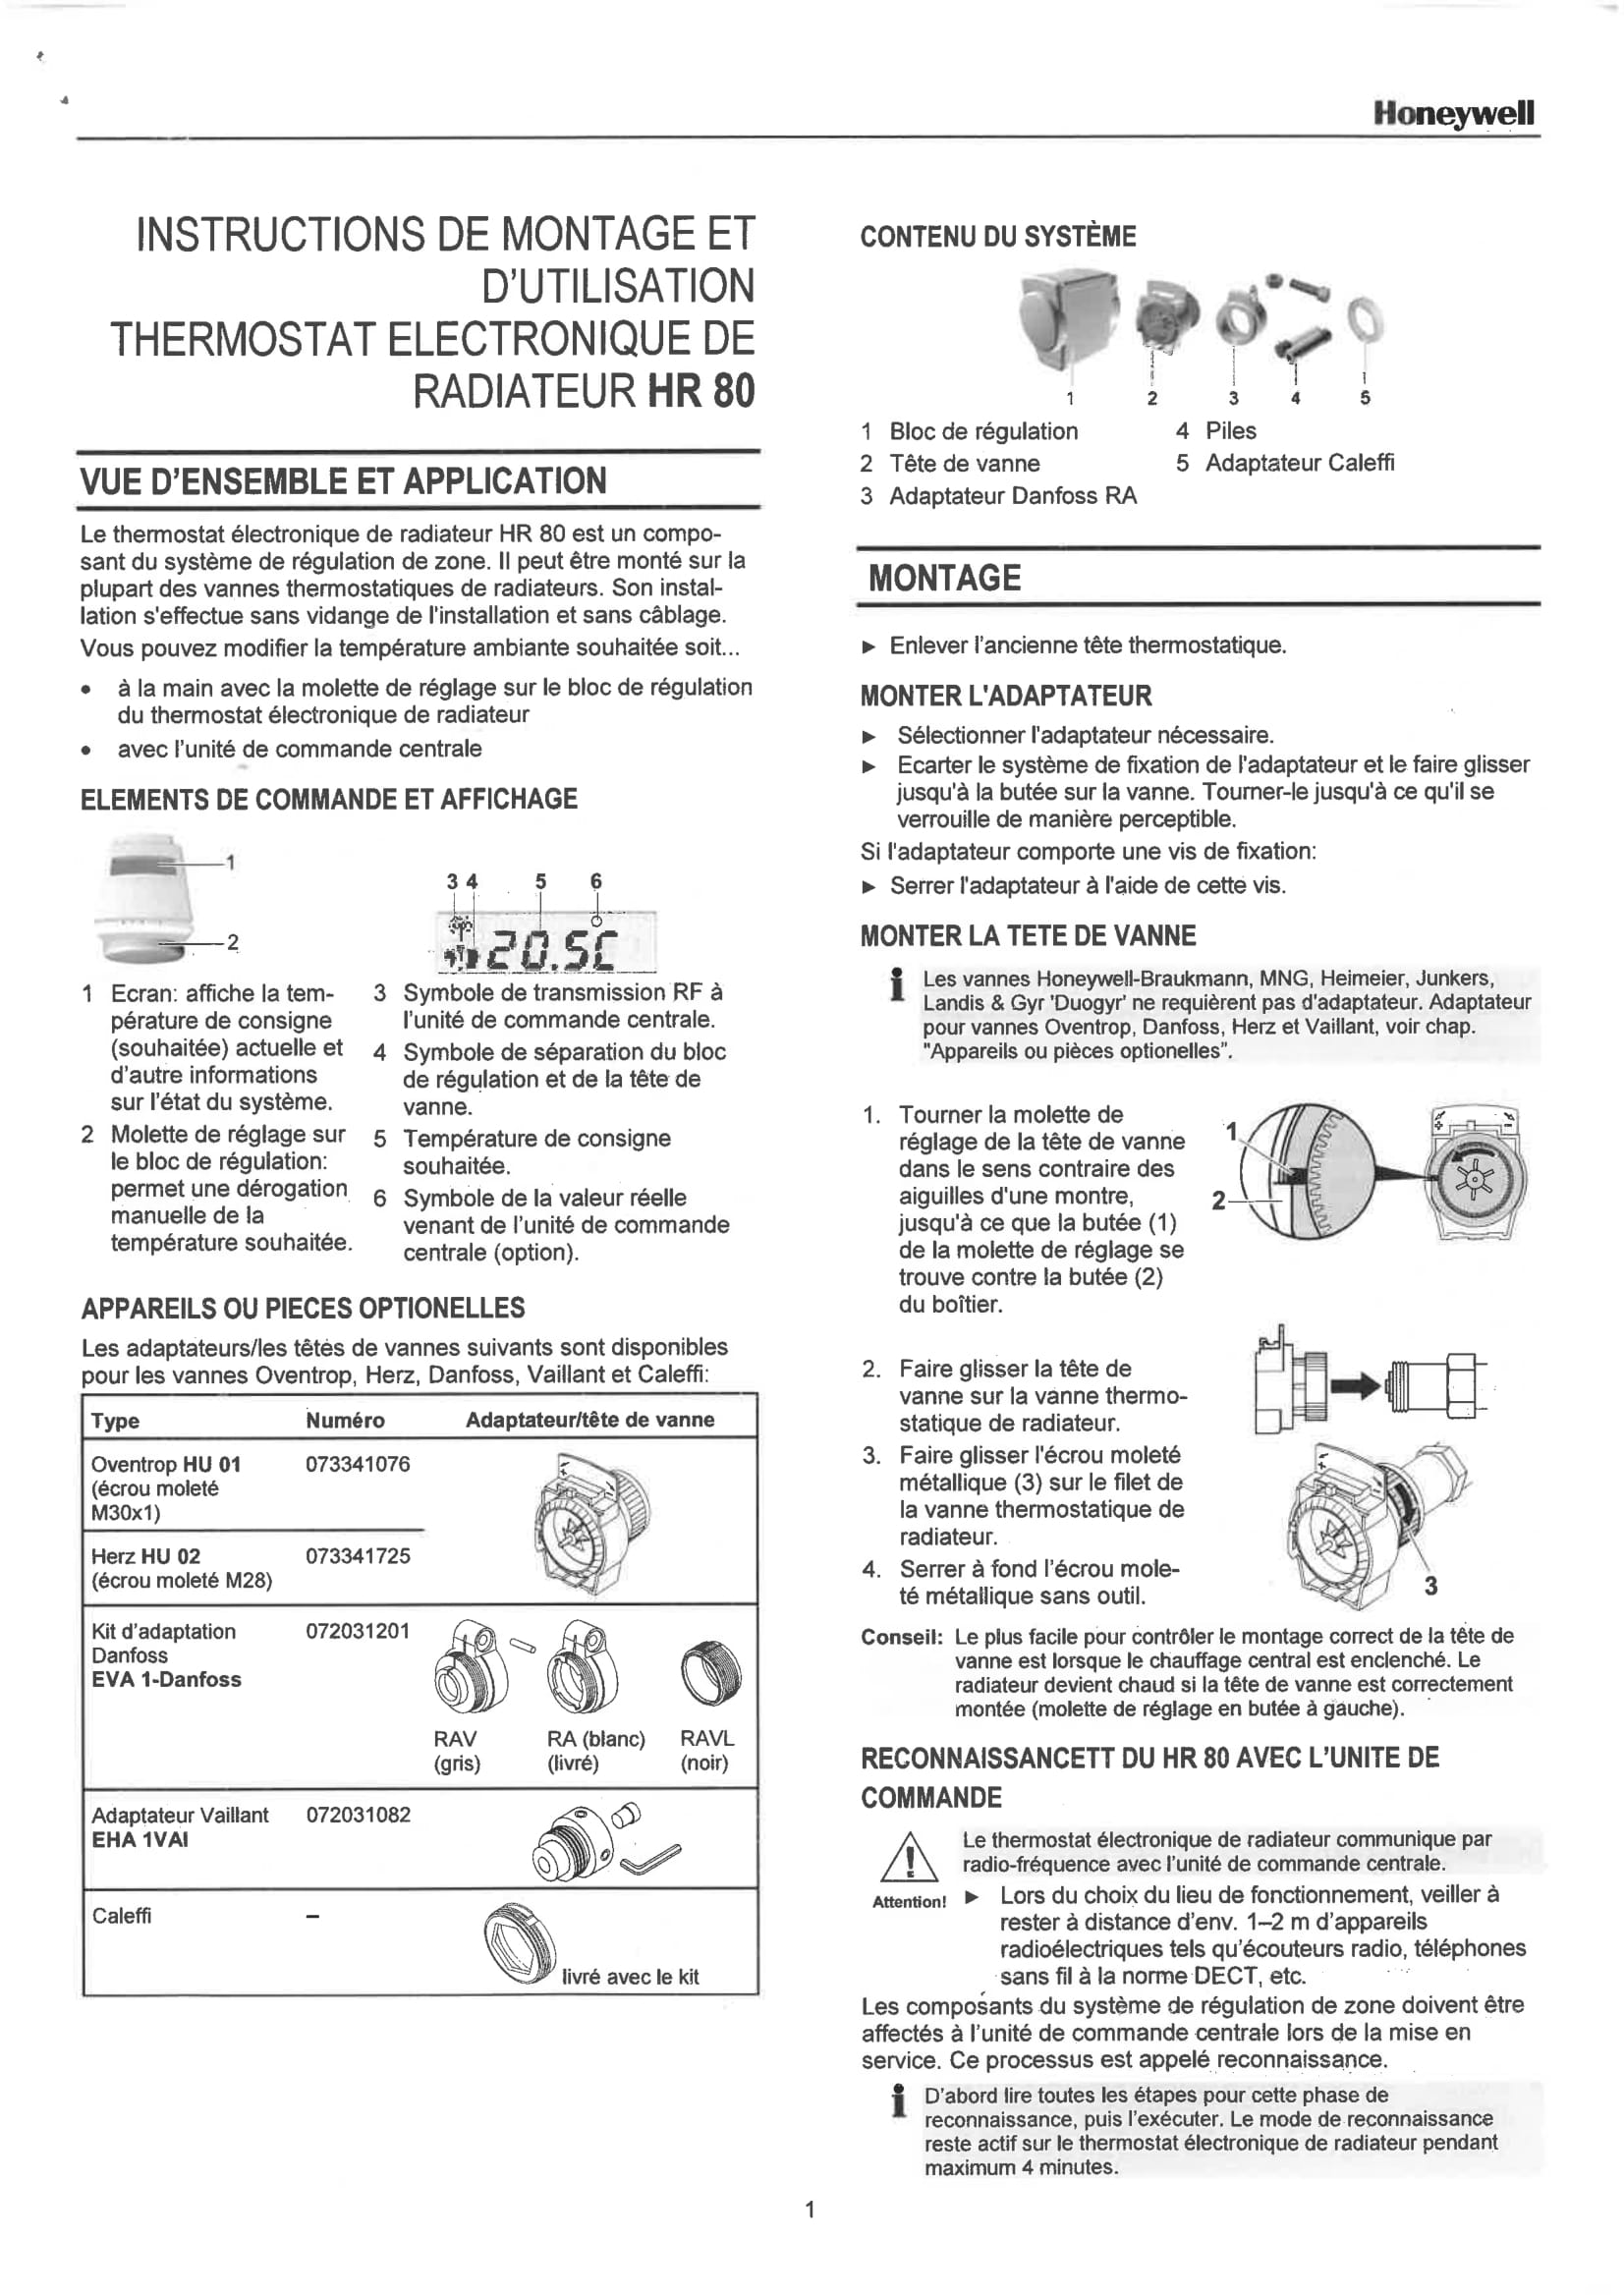 Honeywell
INSTRUCTIONS DE MONTAGE ET
D'UTILISATION
THERMOSTAT ELECTRONIQUE DE
RADIATEUR HR 80
VUE D'ENSEMBLE ET APPLICATION
Le thermostat électronique de radiateur HR 80 est un compo-
sant du système de régulation de zone. Il peut être monté sur la
plupart des vannes thermostatiques de radiateurs. Son instal-
lation s'effectue sans vidange de l'installation et sans câblage.
Vous pouvez modifier la température ambiante souhaitée soit...
• à la main avec la molette de réglage sur le bloc de régulation
du thermostat électronique de radiateur
• avec l'unité de commande centrale
ELEMENTS DE COMMANDE ET AFFICHAGE
1
2
3 4 5 6
20.5C
1 Ecran: affiche la tem-
pérature de consigne
(souhaitée) actuelle et
d'autre informations
sur l'état du système.
2 Molette de réglage sur
le bloc de régulation:
permet une dérogation
manuelle de la
température souhaitée.
3 Symbole de transmission RF à
l'unité de commande centrale.
4 Symbole de séparation du bloc
de régulation et de la tête de
vanne.
5 Température de consigne
souhaitée.
6 Symbole de la valeur réelle
venant de l'unité de commande
centrale (option).
APPAREILS OU PIECES OPTIONELLES
Les adaptateurs/les têtes de vannes suivants sont disponibles
pour les vannes Oventrop, Herz, Danfoss, Vaillant et Caleffi:
Type Numéro Adaptateur/tête de vanne
Oventrop HU 01 073341076
(écrou moleté
M30x1)
Herz HU 02 073341725
(écrou moleté M28)
Kit d'adaptation 072031201
Danfoss
EVA 1-Danfoss
RAV RA (blanc) RAVL
(gris) (livré) (noir)
Adaptateur Vaillant 072031082
EHA 1VAI
Caleffi –
livré avec le kit
CONTENU DU SYSTÈME
1 2 3 4 5
1 Bloc de régulation 4 Piles
2 Tête de vanne 5 Adaptateur Caleffi
3 Adaptateur Danfoss RA
MONTAGE
► Enlever l'ancienne tête thermostatique.
MONTER L'ADAPTATEUR
► Sélectionner l'adaptateur nécessaire.
► Ecarter le système de fixation de l'adaptateur et le faire glisser
jusqu'à la butée sur la vanne. Tourner-le jusqu'à ce qu'il se
verrouille de manière perceptible.
Si l'adaptateur comporte une vis de fixation:
► Serrer l'adaptateur à l'aide de cette vis.
MONTER LA TETE DE VANNE
i Les vannes Honeywell-Braukmann, MNG, Heimeier, Junkers,
Landis & Gyr 'Duogyr' ne requièrent pas d'adaptateur. Adaptateur
pour vannes Oventrop, Danfoss, Herz et Vaillant, voir chap.
"Appareils ou pièces optionelles".
1. Tourner la molette de
réglage de la tête de vanne
dans le sens contraire des
aiguilles d'une montre,
jusqu'à ce que la butée (1)
de la molette de réglage se
trouve contre la butée (2)
du boîtier.
1
2
+ -
2. Faire glisser la tête de
vanne sur la vanne thermo-
statique de radiateur.
3. Faire glisser l'écrou moleté
métallique (3) sur le filet de
la vanne thermostatique de
radiateur.
4. Serrer à fond l'écrou mole-
té métallique sans outil.
3
Conseil: Le plus facile pour contrôler le montage correct de la tête de
vanne est lorsque le chauffage central est enclenché. Le
radiateur devient chaud si la tête de vanne est correctement
montée (molette de réglage en butée à gauche).
RECONNAISSANCETT DU HR 80 AVEC L'UNITE DE
COMMANDE
Le thermostat électronique de radiateur communique par
radio-fréquence avec l'unité de commande centrale.
Attention! ► Lors du choix du lieu de fonctionnement, veiller à
rester à distance d'env. 1–2 m d'appareils
radioélectriques tels qu'écouteurs radio, téléphones
sans fil à la norme DECT, etc.
Les composants du système de régulation de zone doivent être
affectés à l'unité de commande centrale lors de la mise en
service. Ce processus est appelé reconnaissance.
i D'abord lire toutes les étapes pour cette phase de
reconnaissance, puis l'exécuter. Le mode de reconnaissance
reste actif sur le thermostat électronique de radiateur pendant
maximum 4 minutes.
1